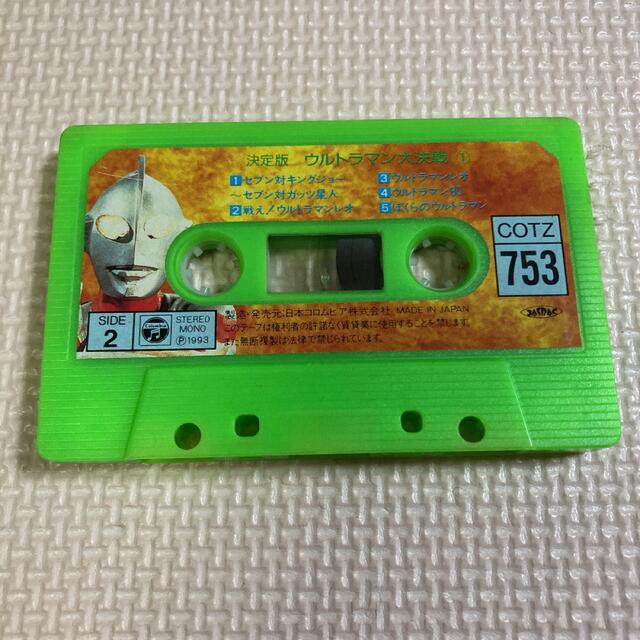 決定版 ウルトラマン大決戦 ①
1 セブン対キングジョー
〜セブン対ガッツ星人
2 戦え!ウルトラマンレオ
3 ウルトラマンレオ
4 ウルトラマン
5 ぼくらのウルトラマン
COTZ
753
SIDE
2
Columbia
STEREO
MONO
Ⓟ1993
製造・発売元:日本コロムビア株式会社 MADE IN JAPAN
このテープは権利者の許諾なく賃貸業に使用することを禁じます。
また無断複製は法律で禁じられています。
JASRAC